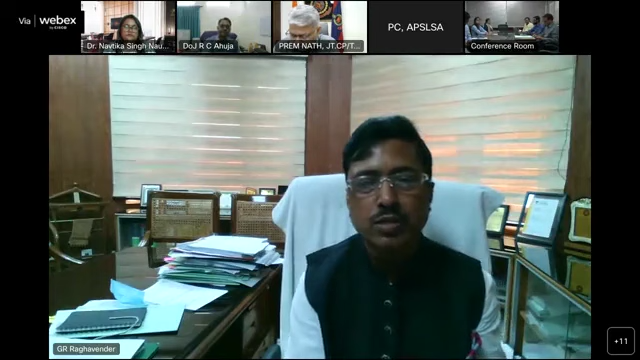 Via
webex
by CISCO
Dr. Navtika Singh Nau...
DoJ R C Ahuja
PREM NATH, JT.CP/T...
PC, APSLSA
Conference Room
GR Raghavender
+11